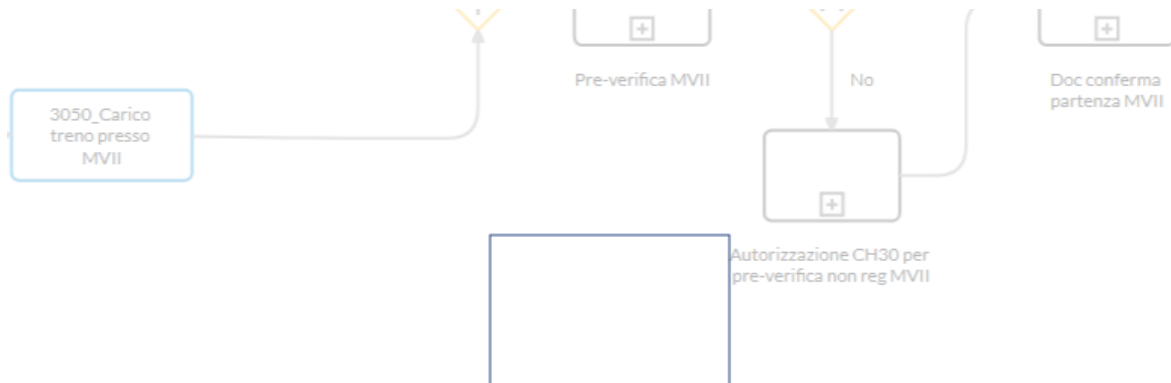 Pre-verifica MVII
No
Doc conferma
partenza MVII
3050_Carico
treno presso
MVII
Autorizzazione CH30 per
pre-verifica non reg MVII